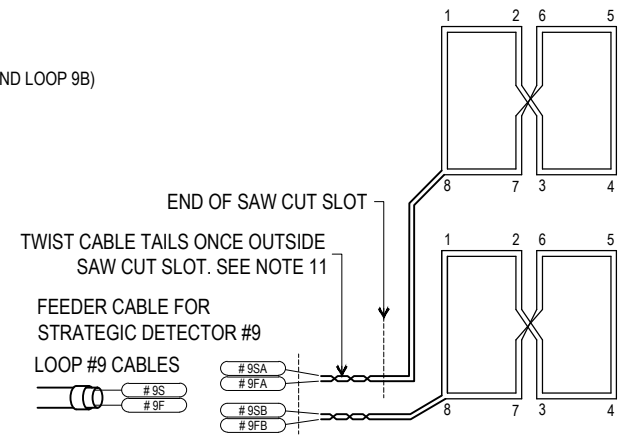 1 2 6 5
ND LOOP 9B)
8 7 3 4
END OF SAW CUT SLOT
1 2 6 5
TWIST CABLE TAILS ONCE OUTSIDE
SAW CUT SLOT. SEE NOTE 11
FEEDER CABLE FOR
STRATEGIC DETECTOR #9
LOOP #9 CABLES
# 9S
# 9F
# 9SA
# 9FA
# 9SB
# 9FB
8 7 3 4